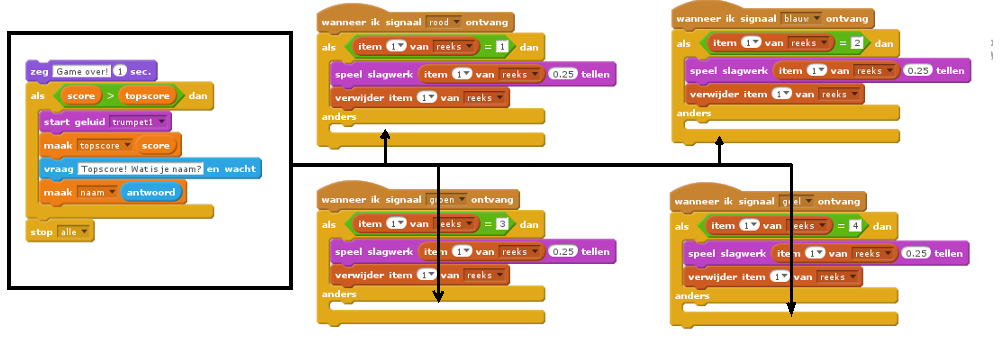 zeg Game over! 1 sec.
als score > topscore dan
start geluid trumpet1
maak topscore score
vraag Topscore! Wat is je naam? en wacht
maak naam antwoord
stop alle
wanneer ik signaal rood ontvang
als item 1 van reeks = 1 dan
speel slagwerk item 1 van reeks 0.25 tellen
verwijder item 1 van reeks
anders
wanneer ik signaal blauw ontvang
als item 1 van reeks = 2 dan
speel slagwerk item 1 van reeks 0.25 tellen
verwijder item 1 van reeks
anders
wanneer ik signaal groen ontvang
als item 1 van reeks = 3 dan
speel slagwerk item 1 van reeks 0.25 tellen
verwijder item 1 van reeks
anders
wanneer ik signaal geel ontvang
als item 1 van reeks = 4 dan
speel slagwerk item 1 van reeks 0.25 tellen
verwijder item 1 van reeks
anders